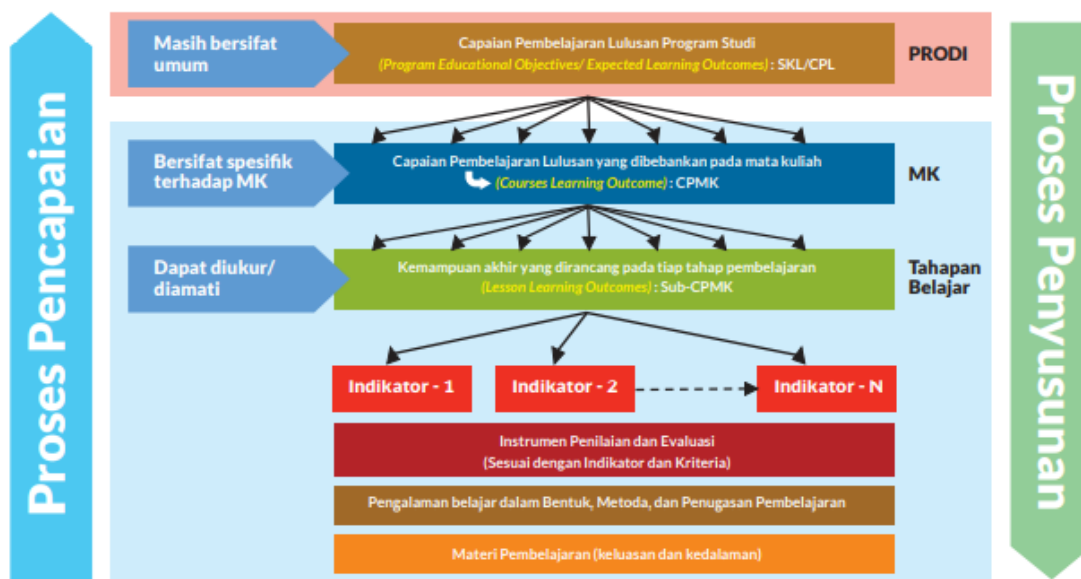 Proses Pencapaian
Masih bersifat
umum
Capaian Pembelajaran Lulusan Program Studi
(Program Educational Objectives/ Expected Learning Outcomes) : SKL/CPL
PRODI
Bersifat spesifik
terhadap MK
Capaian Pembelajaran Lulusan yang dibebankan pada mata kuliah
(Courses Learning Outcome) : CPMK
MK
Dapat diukur/
diamati
Kemampuan akhir yang dirancang pada tiap tahap pembelajaran
(Lesson Learning Outcomes) : Sub-CPMK
Tahapan
Belajar
Indikator - 1
Indikator - 2
Indikator - N
Instrumen Penilaian dan Evaluasi
(Sesuai dengan Indikator dan Kriteria)
Pengalaman belajar dalam Bentuk, Metoda, dan Penugasan Pembelajaran
Materi Pembelajaran (keluasan dan kedalaman)
Proses Penyusunan